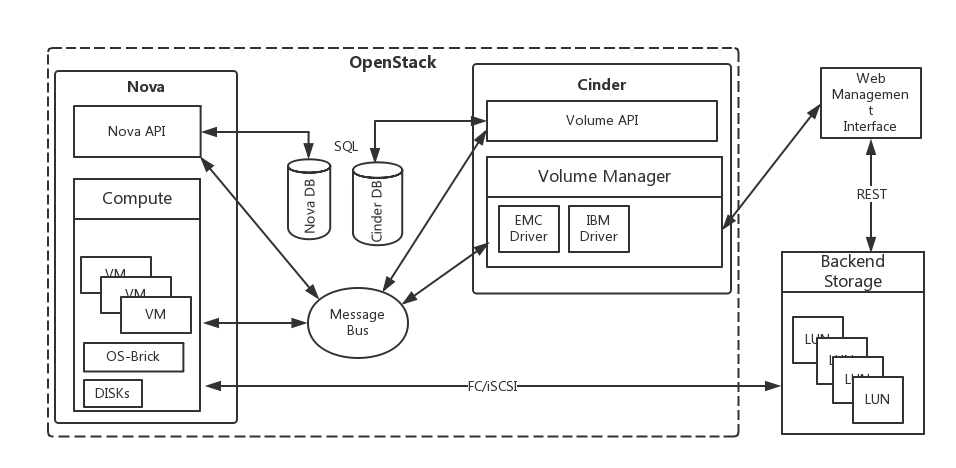 OpenStack
Nova
Nova API
Compute
VM
VM
VM
OS-Brick
DISKs
SQL
Nova DB
Cinder DB
Message
Bus
Cinder
Volume API
Volume Manager
EMC
Driver
IBM
Driver
FC/iSCSI
Web
Managemen
t
Interface
REST
Backend
Storage
LUN
LUN
LUN
LUN